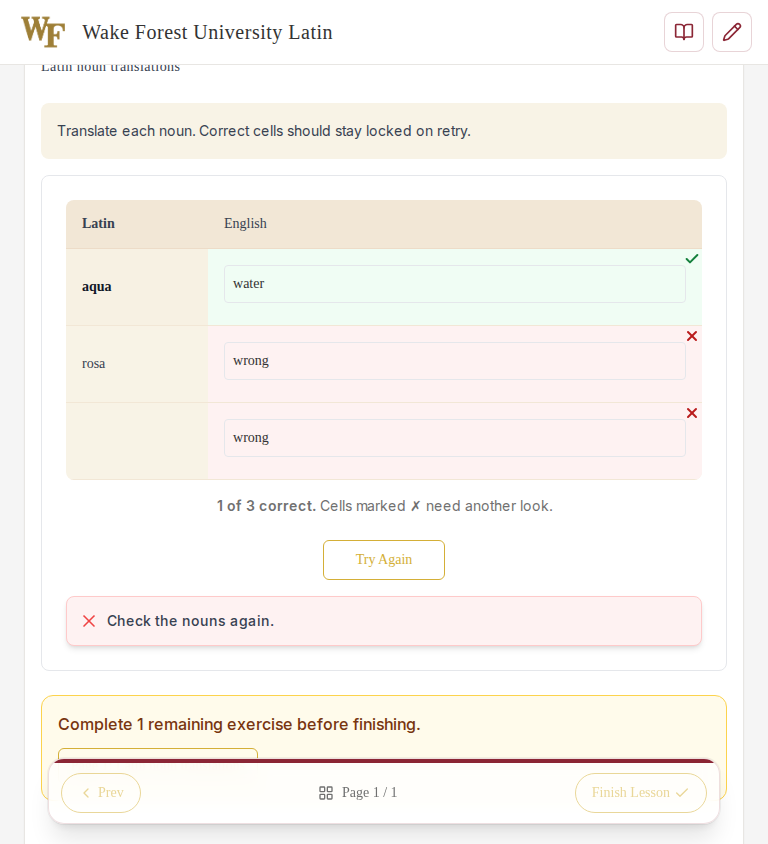 WF Wake Forest University Latin
Latin noun translations
Translate each noun. Correct cells should stay locked on retry.
Latin English
aqua water
rosa wrong
wrong
1 of 3 correct. Cells marked ✗ need another look.
Try Again
Check the nouns again.
Complete 1 remaining exercise before finishing.
Prev Page 1 / 1 Finish Lesson